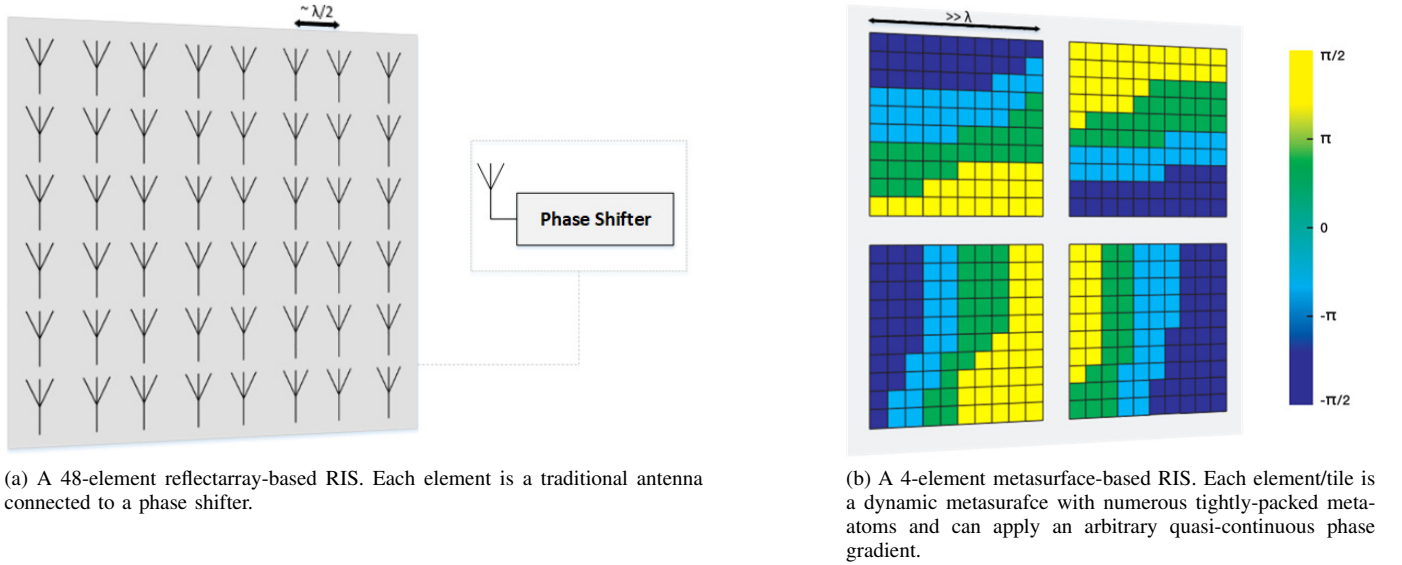 ~ λ/2
Phase Shifter
(a) A 48-element reflectarray-based RIS. Each element is a traditional antenna
connected to a phase shifter.
>> λ
π/2
π
0
-π
-π/2
(b) A 4-element metasurface-based RIS. Each element/tile is
a dynamic metasurafce with numerous tightly-packed meta-
atoms and can apply an arbitrary quasi-continuous phase
gradient.